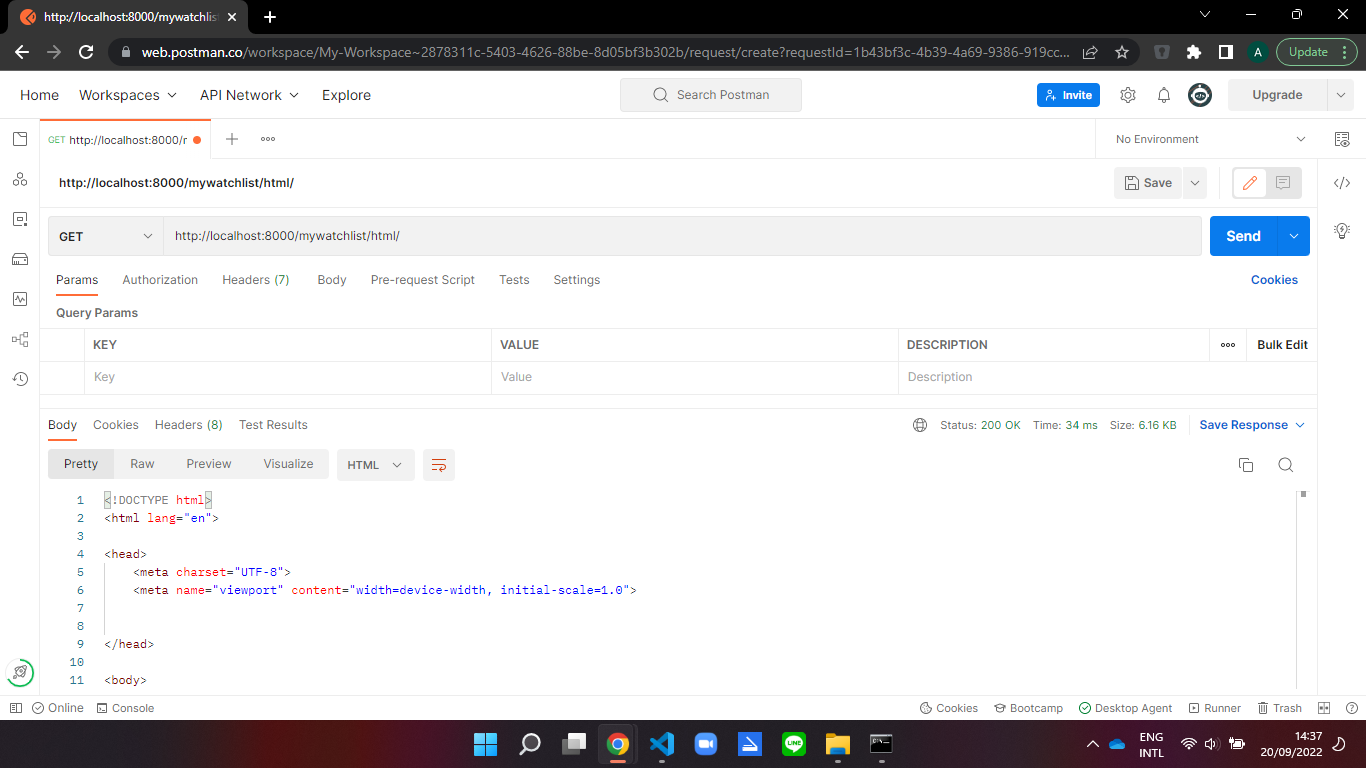 http://localhost:8000/mywatchlis
web.postman.co/workspace/My-Workspace~2878311c-5403-4626-88be-8d05bf3b302b/request/create?requestId=1b43bf3c-4b39-4a69-9386-919cc...
A
Update
Home
Workspaces
API Network
Explore
Search Postman
Invite
Upgrade
GET http://localhost:8000/r
No Environment
http://localhost:8000/mywatchlist/html/
Save
GET
http://localhost:8000/mywatchlist/html/
Send
Params
Authorization
Headers (7)
Body
Pre-request Script
Tests
Settings
Cookies
Query Params
KEY
VALUE
DESCRIPTION
Bulk Edit
Key
Value
Description
Body
Cookies
Headers (8)
Test Results
Status: 200 OK
Time: 34 ms
Size: 6.16 KB
Save Response
Pretty
Raw
Preview
Visualize
HTML
1 <!DOCTYPE html>
2 <html lang="en">
3
4 <head>
5 <meta charset="UTF-8">
6 <meta name="viewport" content="width=device-width, initial-scale=1.0">
7
8
9 </head>
10
11 <body>
Online
Console
Cookies
Bootcamp
Desktop Agent
Runner
Trash
LINE
ENG
INTL
14:37
20/09/2022